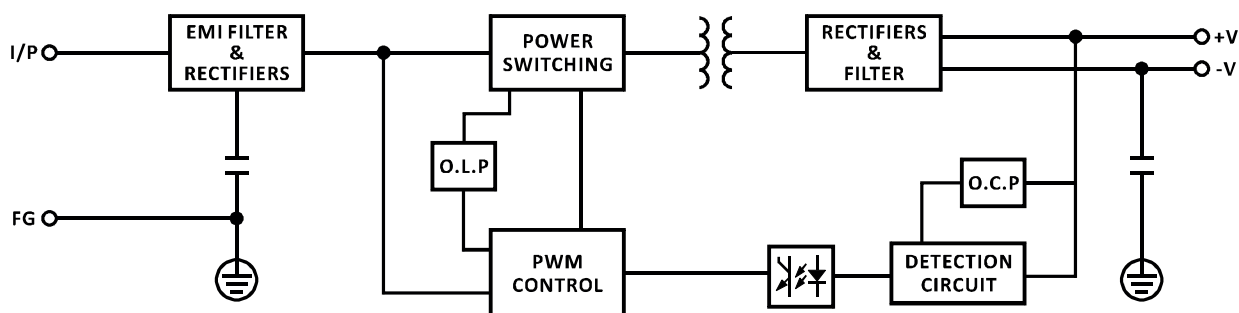 I/P
EMI FILTER
&
RECTIFIERS
POWER
SWITCHING
RECTIFIERS
&
FILTER
+V
-V
O.L.P
O.C.P
FG
PWM
CONTROL
DETECTION
CIRCUIT